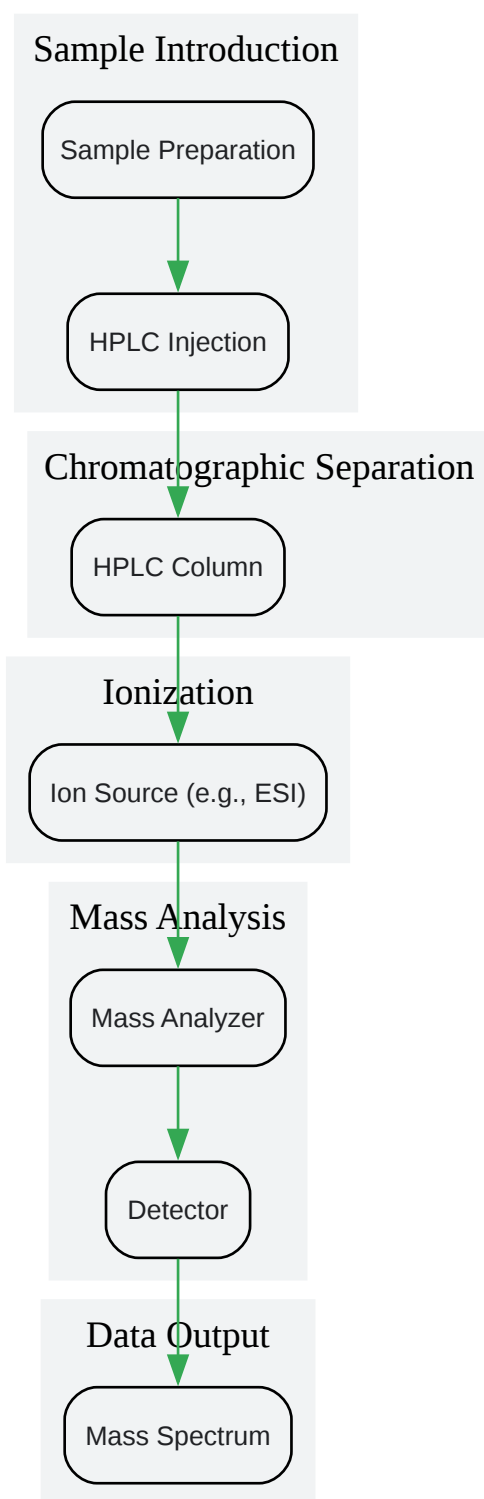 Sample Introduction
Sample Preparation
HPLC Injection
Chromatographic Separation
HPLC Column
Ionization
Ion Source (e.g., ESI)
Mass Analysis
Mass Analyzer
Detector
Data Output
Mass Spectrum